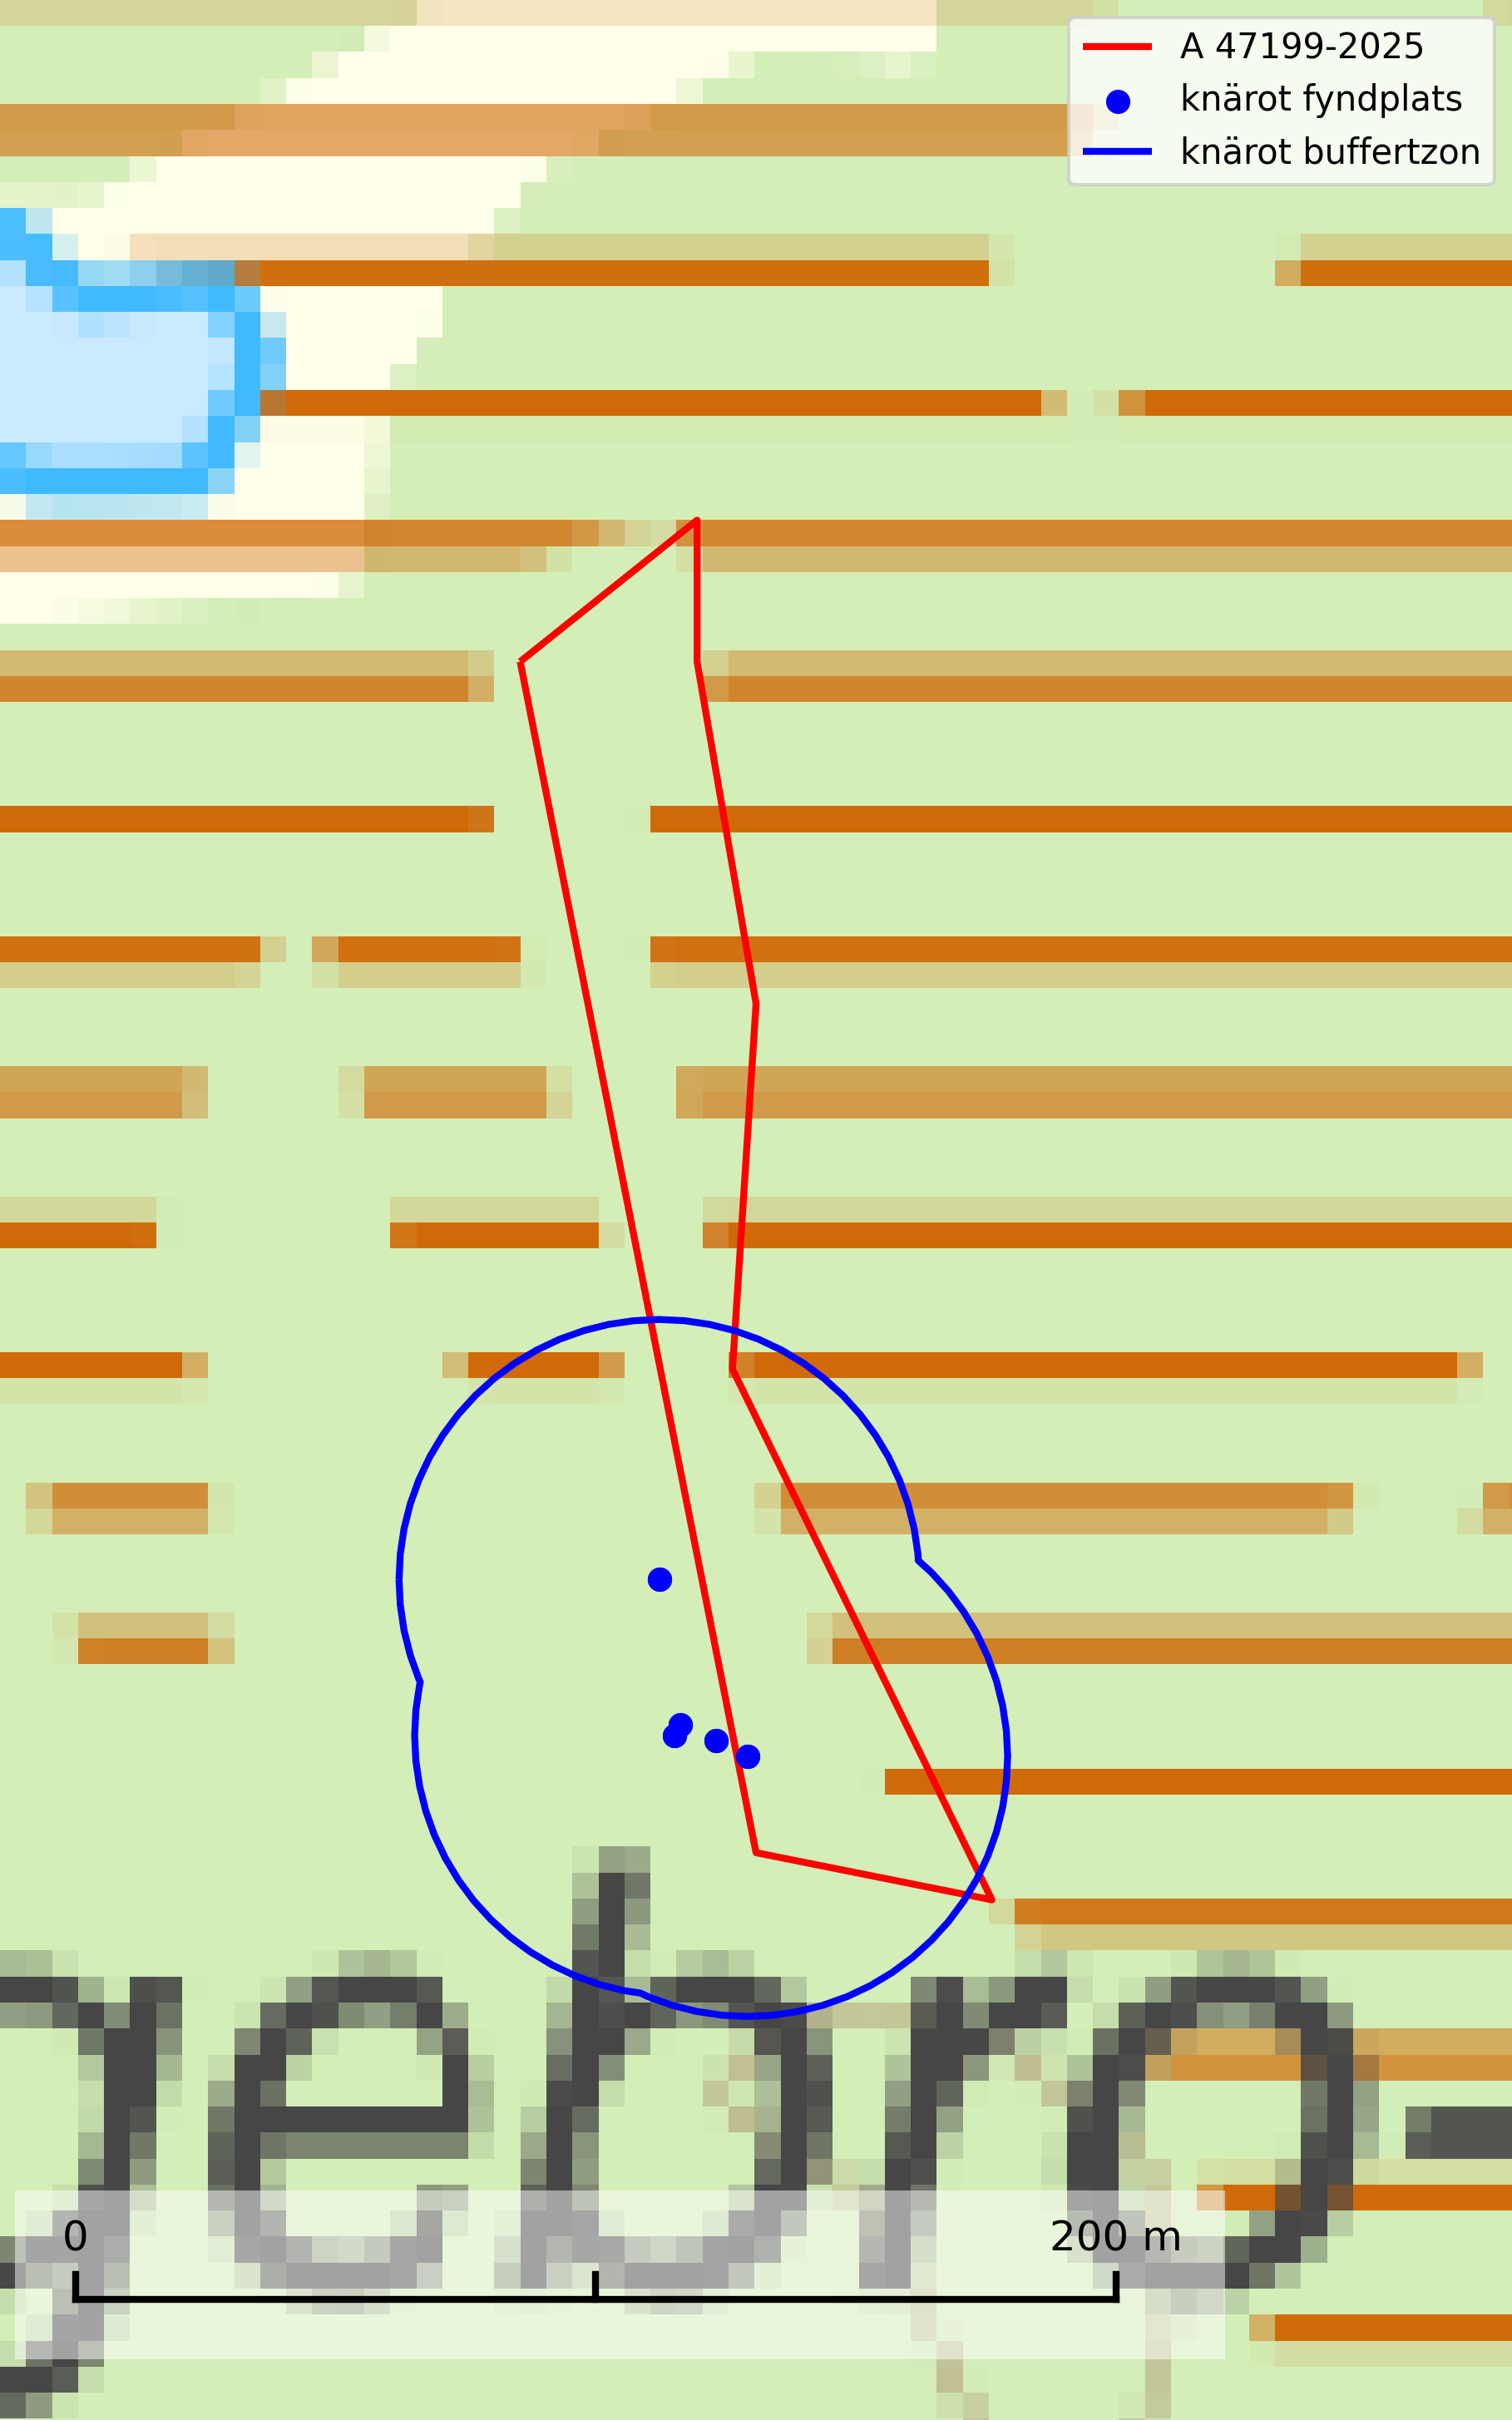 A 47199-2025
knärot fyndplats
knärot buffertzon
0
200 m